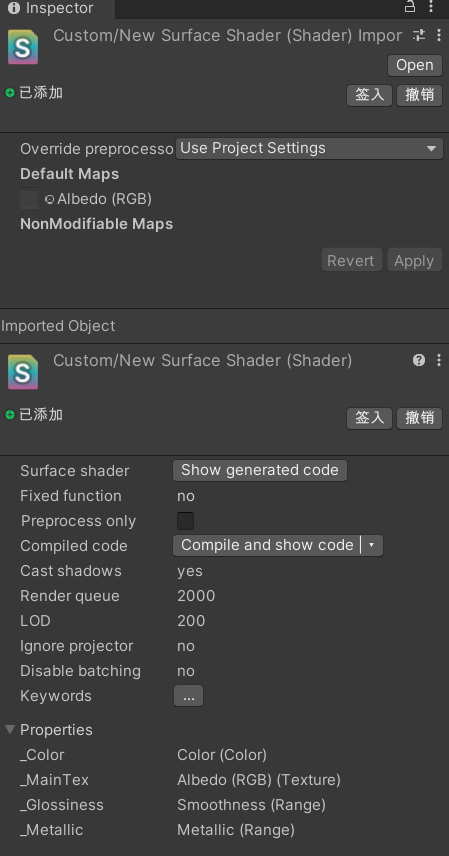 Inspector
Custom/New Surface Shader (Shader) Impor
Open
已添加 签入 撤销
Override preprocesso Use Project Settings
Default Maps
Albedo (RGB)
NonModifiable Maps
Revert Apply
Imported Object
Custom/New Surface Shader (Shader)
已添加 签入 撤销
Surface shader Show generated code
Fixed function no
Preprocess only
Compiled code Compile and show code
Cast shadows yes
Render queue 2000
LOD 200
Ignore projector no
Disable batching no
Keywords ...
Properties
_Color Color (Color)
_MainTex Albedo (RGB) (Texture)
_Glossiness Smoothness (Range)
_Metallic Metallic (Range)